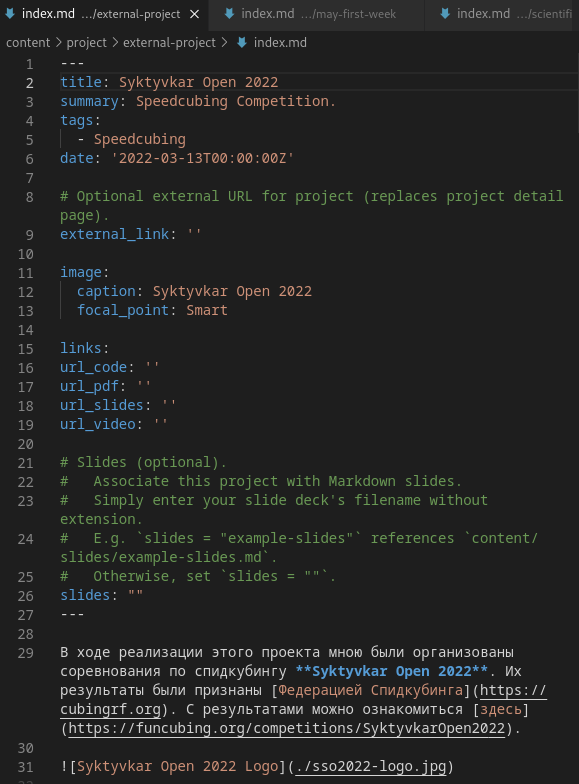 index.md .../external-project × index.md .../may-first-week index.md .../scientifi
content > project > external-project > index.md
1 ---
2 title: Syktyvkar Open 2022
3 summary: Speedcubing Competition.
4 tags:
5 - Speedcubing
6 date: '2022-03-13T00:00:00Z'
7
8 # Optional external URL for project (replaces project detail
page).
9 external_link: ''
10
11 image:
12 caption: Syktyvkar Open 2022
13 focal_point: Smart
14
15 links:
16 url_code: ''
17 url_pdf: ''
18 url_slides: ''
19 url_video: ''
20
21 # Slides (optional).
22 #   Associate this project with Markdown slides.
23 #   Simply enter your slide deck's filename without
extension.
24 #   E.g. `slides = "example-slides"` references `content/
slides/example-slides.md`.
25 #   Otherwise, set `slides = ""`.
26 slides: ""
27 ---
28
29 В ходе реализации этого проекта мною были организованы
соревнования по спидкубингу **Syktyvkar Open 2022**. Их
результаты были признаны [Федерацией Спидкубинга](https://
cubingrf.org). С результатами можно ознакомиться [здесь]
(https://funcubing.org/competitions/SyktyvkarOpen2022).
30
31 ![Syktyvkar Open 2022 Logo](./sso2022-logo.jpg)